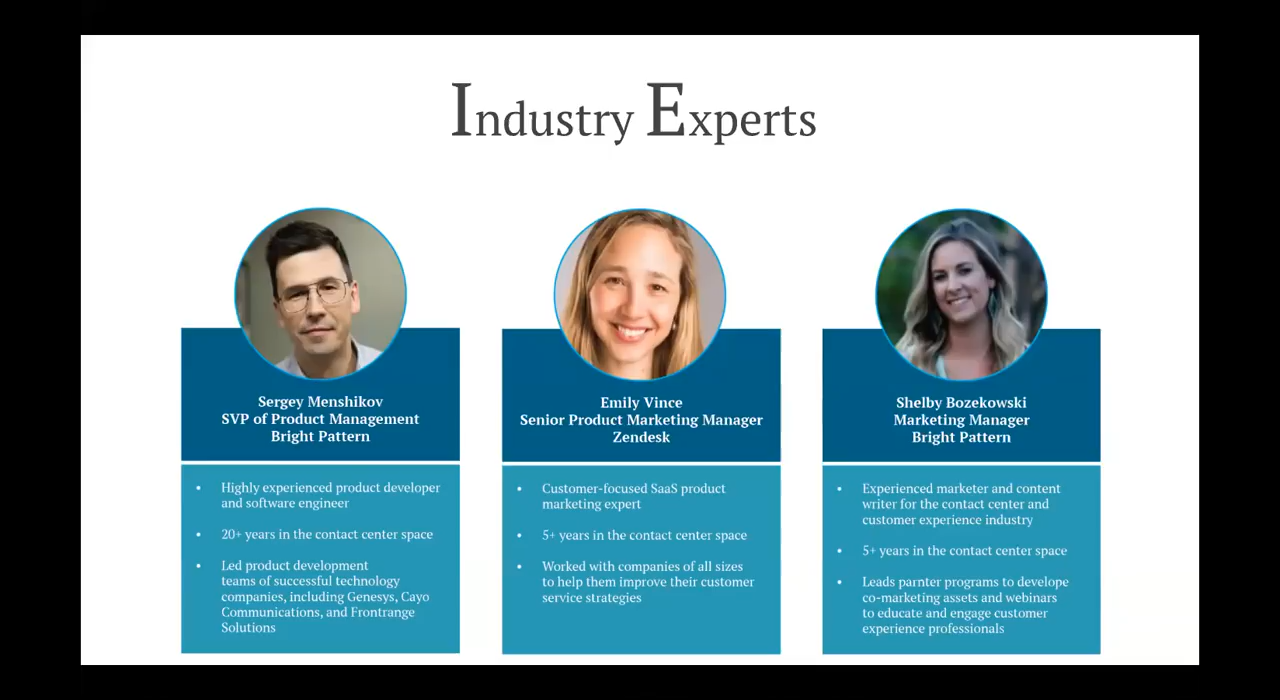 Industry Experts
Sergey Menshikov
SVP of Product Management
Bright Pattern
• Highly experienced product developer
and software engineer
• 20+ years in the contact center space
• Led product development
teams of successful technology
companies, including Genesys, Cayo
Communications, and Frontrange
Solutions
Emily Vince
Senior Product Marketing Manager
Zendesk
• Customer-focused SaaS product
marketing expert
• 5+ years in the contact center space
• Worked with companies of all sizes
to help them improve their customer
service strategies
Shelby Bozekowski
Marketing Manager
Bright Pattern
• Experienced marketer and content
writer for the contact center and
customer experience industry
• 5+ years in the contact center space
• Leads parnter programs to develope
co-marketing assets and webinars
to educate and engage customer
experience professionals